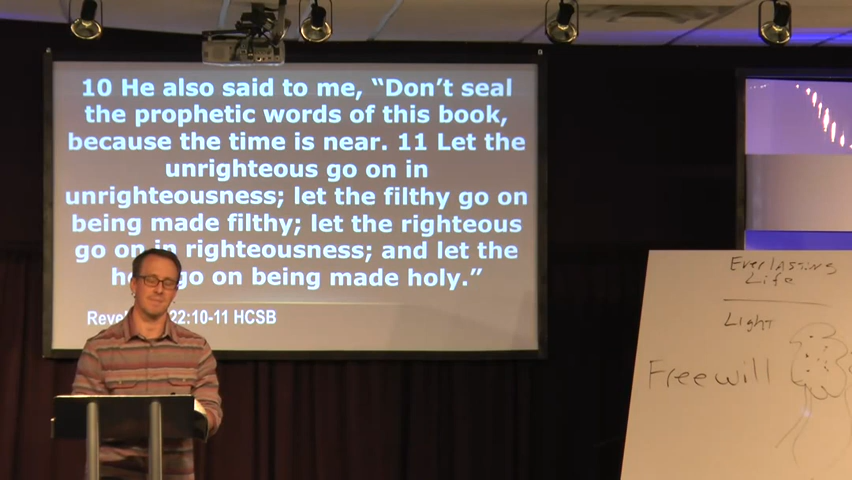 10 He also said to me, “Don’t seal
the prophetic words of this book,
because the time is near. 11 Let the
unrighteous go on in
unrighteousness; let the filthy go on
being made filthy; let the righteous
go on in righteousness; and let the
go on being made holy.”
22:10-11 HCSB
Everlasting
Life
Light
Freewill